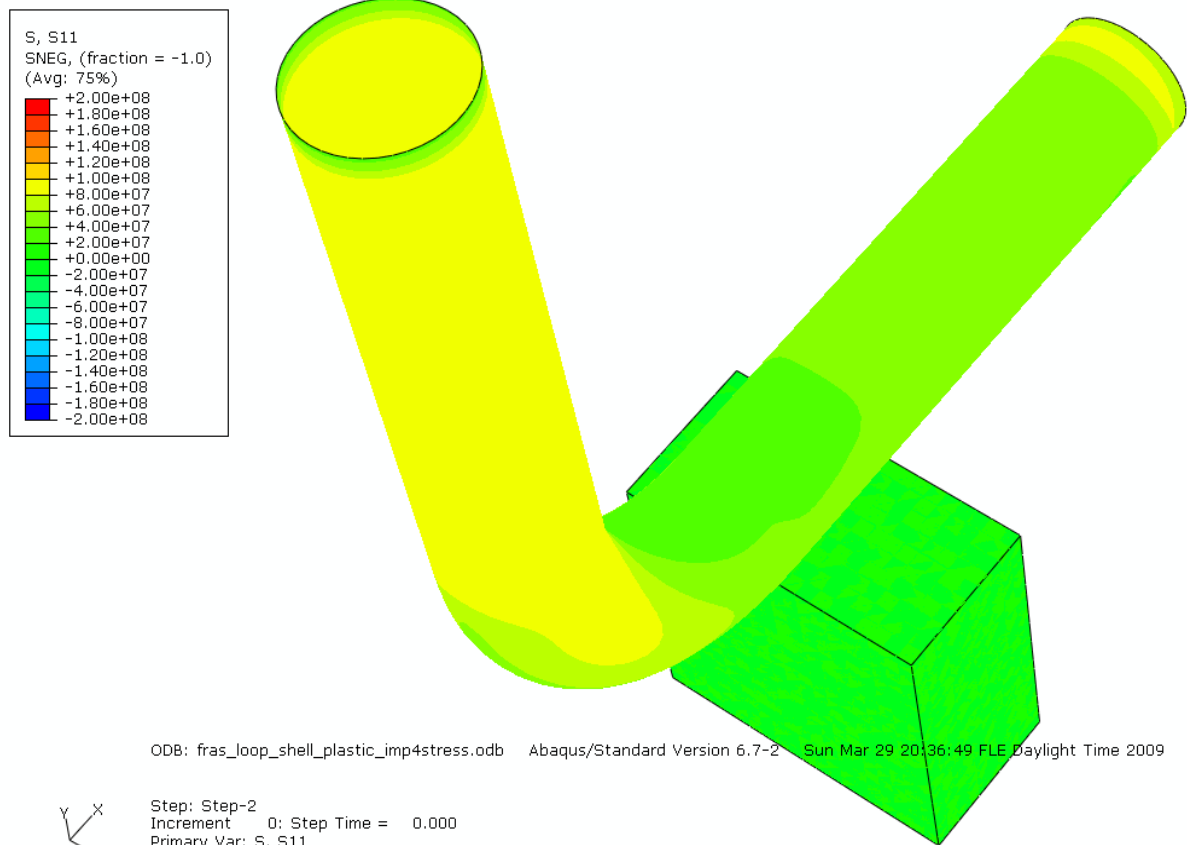 S, S11
SNEG, (fraction = -1.0)
(Avg: 75%)
+2.00e+08
+1.80e+08
+1.60e+08
+1.40e+08
+1.20e+08
+1.00e+08
+8.00e+07
+6.00e+07
+4.00e+07
+2.00e+07
+0.00e+00
-2.00e+07
-4.00e+07
-6.00e+07
-8.00e+07
-1.00e+08
-1.20e+08
-1.40e+08
-1.60e+08
-1.80e+08
-2.00e+08
ODB: fras_loop_shell_plastic_imp4stress.odb Abaqus/Standard Version 6.7-2 Sun Mar 29 20:36:49 FLE Daylight Time 2009
Y X
Step: Step-2
Increment 0: Step Time = 0.000
Primary Var: S, S11